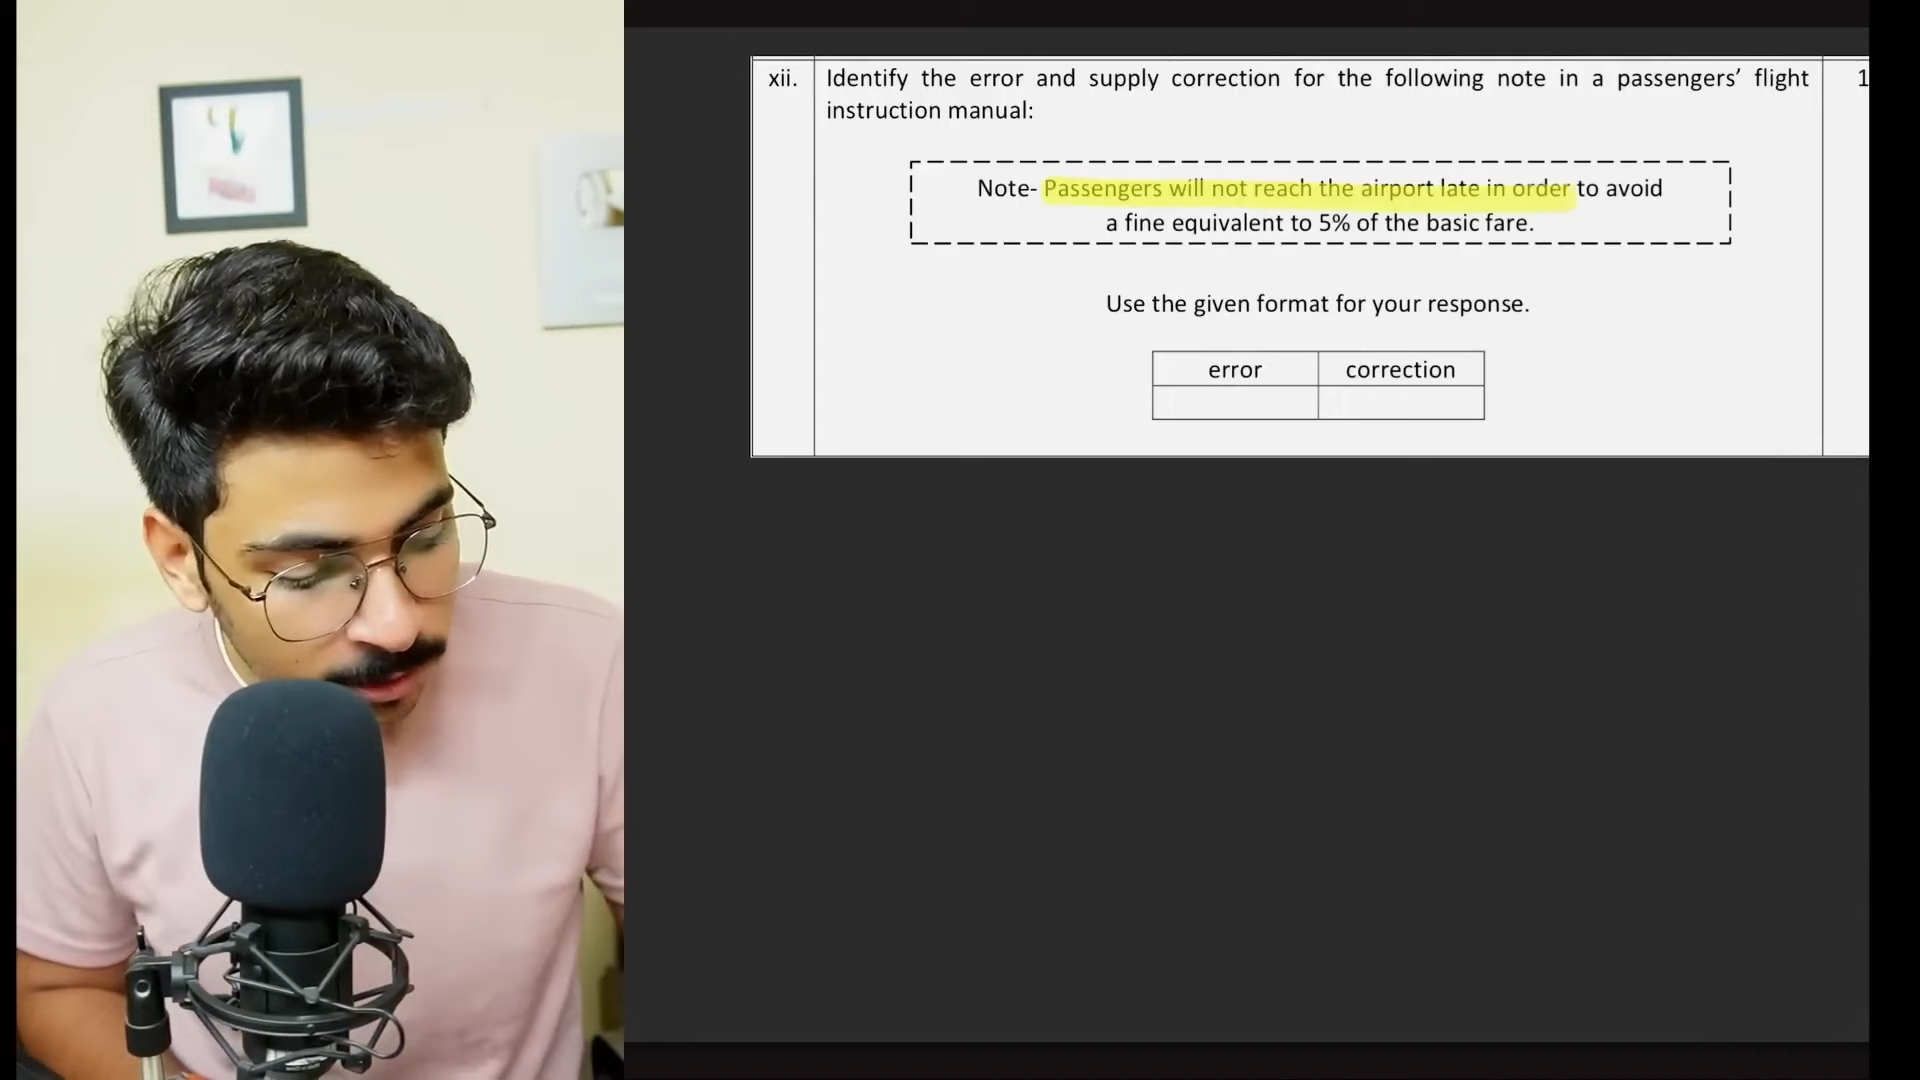 xii. Identify the error and supply correction for the following note in a passengers’ flight 1
instruction manual:
Note- Passengers will not reach the airport late in order to avoid
a fine equivalent to 5% of the basic fare.
Use the given format for your response.
error correction